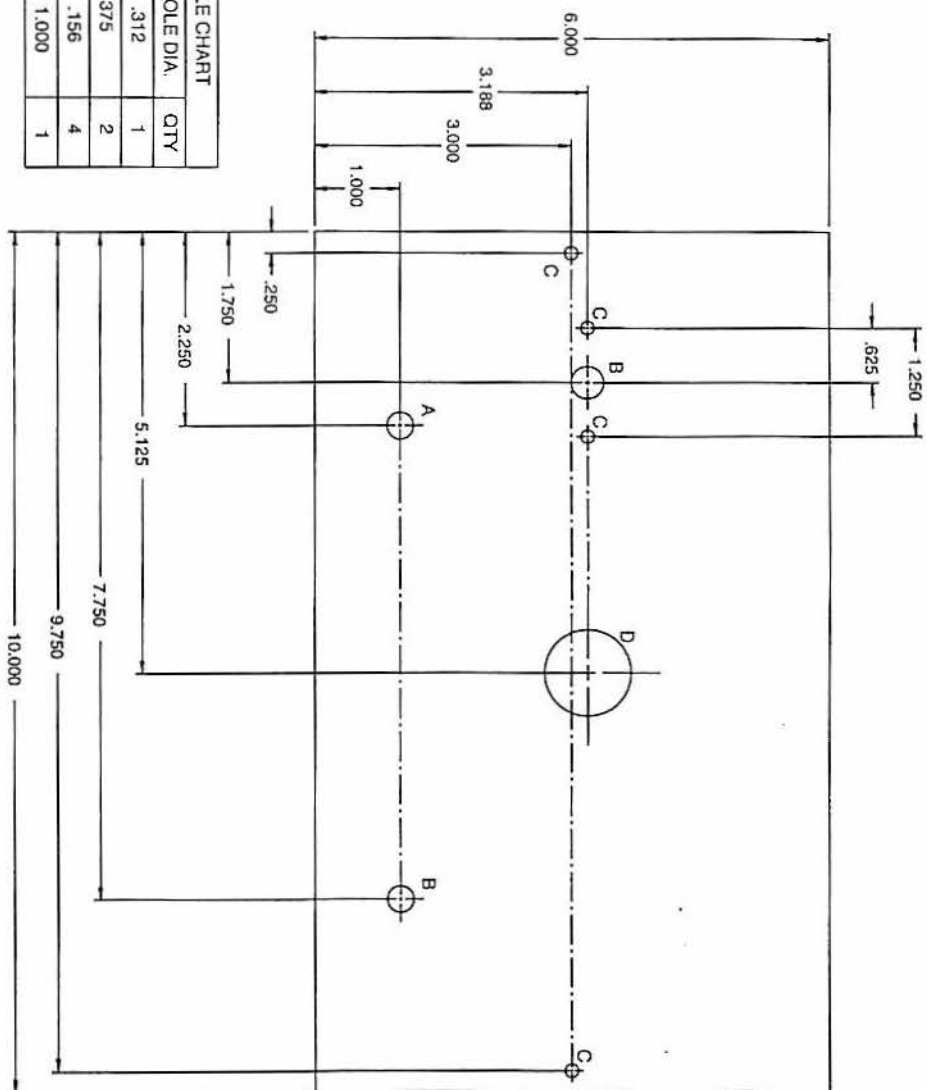 LE CHART
OLE DIA. QTY
.312 1
375 2
.156 4
1.000 1
6.000
3.188
3.000
1.000
.250
1.750
2.250
5.125
7.750
9.750
10.000
1.250
.625
C
C
B
C
A
D
B
C